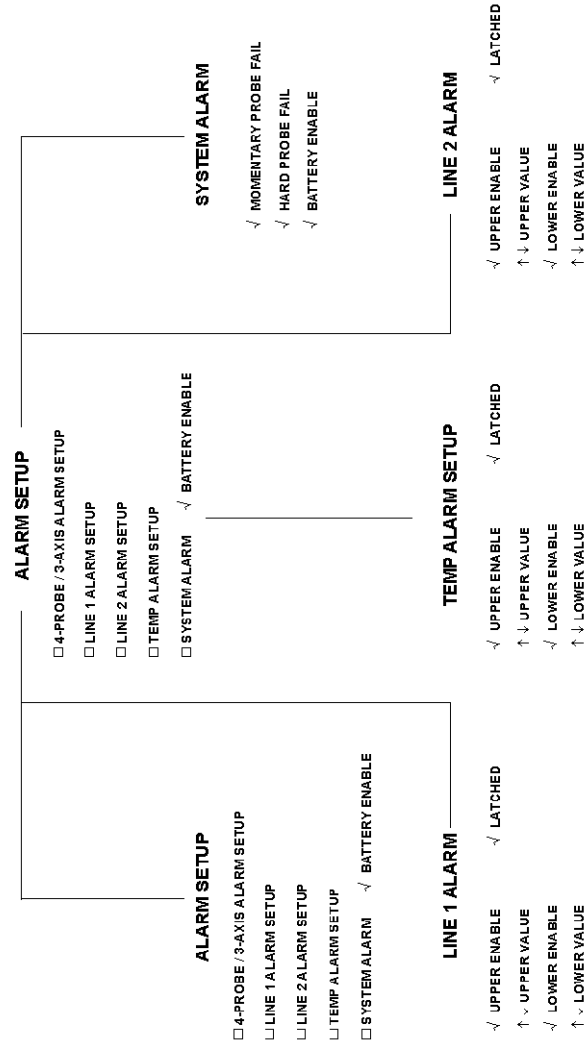 ALARM SETUP
□ 4-PROBE / 3-AXIS ALARM SETUP
□ LINE 1 ALARM SETUP
□ LINE 2 ALARM SETUP
□ TEMP ALARM SETUP
□ SYSTEM ALARM √ BATTERY ENABLE
ALARM SETUP
□ 4-PROBE / 3-AXIS ALARM SETUP
□ LINE 1 ALARM SETUP
□ LINE 2 ALARM SETUP
□ TEMP ALARM SETUP
□ SYSTEM ALARM √ BATTERY ENABLE
SYSTEM ALARM
√ MOMENTARY PROBE FAIL
√ HARD PROBE FAIL
√ BATTERY ENABLE
LINE 1 ALARM
√ UPPER ENABLE √ LATCHED
↑ ↓ UPPER VALUE
√ LOWER ENABLE
↑ ↓ LOWER VALUE
TEMP ALARM SETUP
√ UPPER ENABLE √ LATCHED
↑ ↓ UPPER VALUE
√ LOWER ENABLE
↑ ↓ LOWER VALUE
LINE 2 ALARM
√ UPPER ENABLE √ LATCHED
↑ ↓ UPPER VALUE
√ LOWER ENABLE
↑ ↓ LOWER VALUE